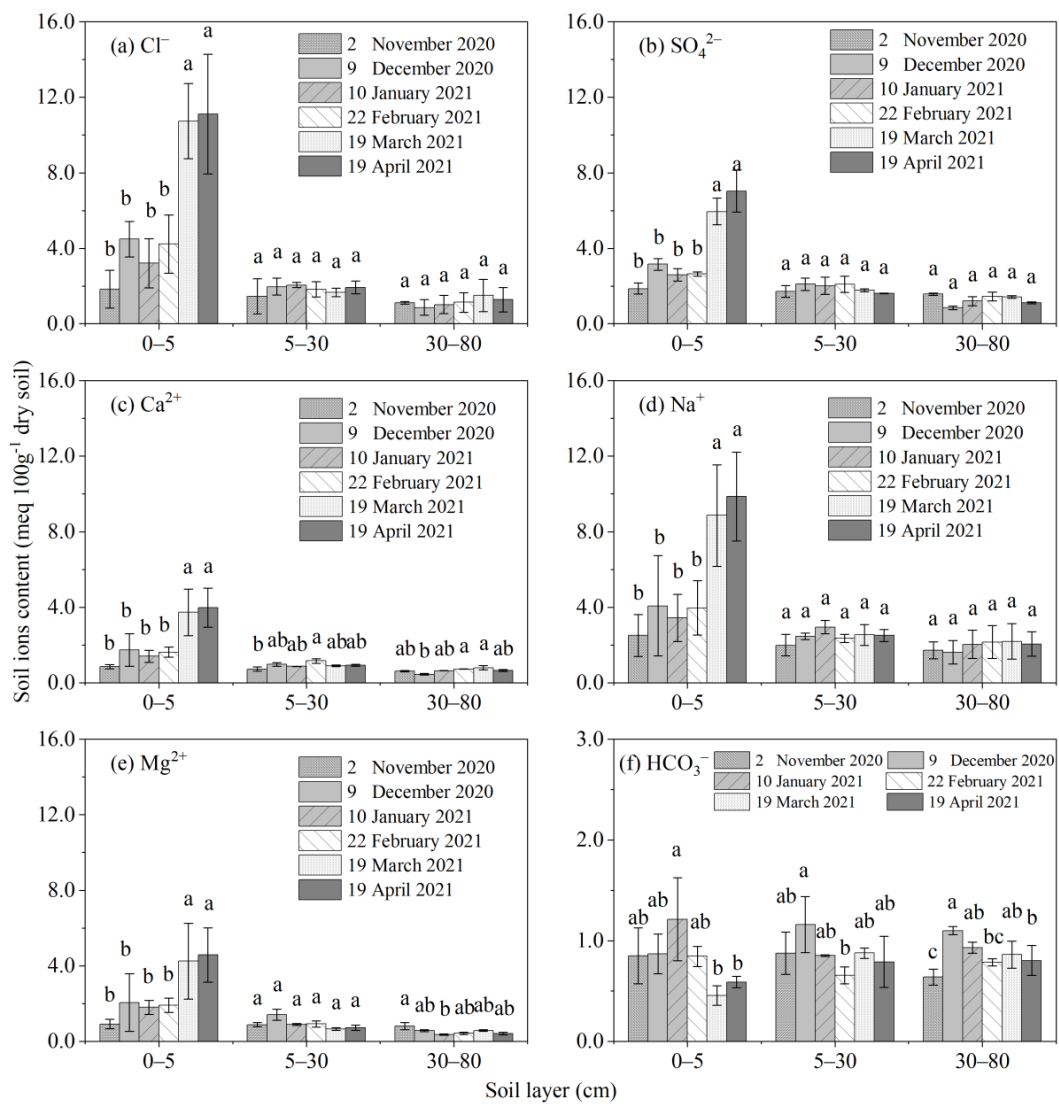 Soil ions content (meq 100g⁻¹ dry soil)
(a) Cl⁻
2 November 2020
9 December 2020
10 January 2021
22 February 2021
19 March 2021
19 April 2021
16.0
12.0
8.0
4.0
0.0
b b b b a a
a a a a a a
a a a a a a
0–5 5–30 30–80
(b) SO₄²⁻
2 November 2020
9 December 2020
10 January 2021
22 February 2021
19 March 2021
19 April 2021
16.0
12.0
8.0
4.0
0.0
b b b b a a
a a a a a a
a a a a a a
0–5 5–30 30–80
(c) Ca²⁺
2 November 2020
9 December 2020
10 January 2021
22 February 2021
19 March 2021
19 April 2021
16.0
12.0
8.0
4.0
0.0
b b b b a a
b ab ab a ab ab
ab b ab a a ab
0–5 5–30 30–80
(d) Na⁺
2 November 2020
9 December 2020
10 January 2021
22 February 2021
19 March 2021
19 April 2021
16.0
12.0
8.0
4.0
0.0
b b b b a a
a a a a a a
a a a a a a
0–5 5–30 30–80
(e) Mg²⁺
2 November 2020
9 December 2020
10 January 2021
22 February 2021
19 March 2021
19 April 2021
16.0
12.0
8.0
4.0
0.0
b b b b a a
a a a a a a
a ab b ab ab ab
0–5 5–30 30–80
(f) HCO₃⁻
2 November 2020 9 December 2020
10 January 2021 22 February 2021
19 March 2021 19 April 2021
3.0
2.0
1.0
0.0
ab ab a ab b b
ab a ab b ab ab
c a ab bc ab b
0–5 5–30 30–80
Soil layer (cm)